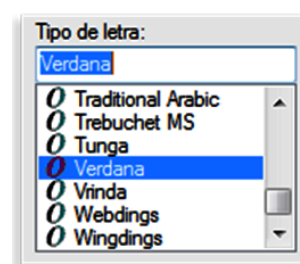 Tipo de letra:
Verdana
O Traditional Arabic
O Trebuchet MS
O Tunga
O Verdana
O Vrinda
O Webdings
O Wingdings